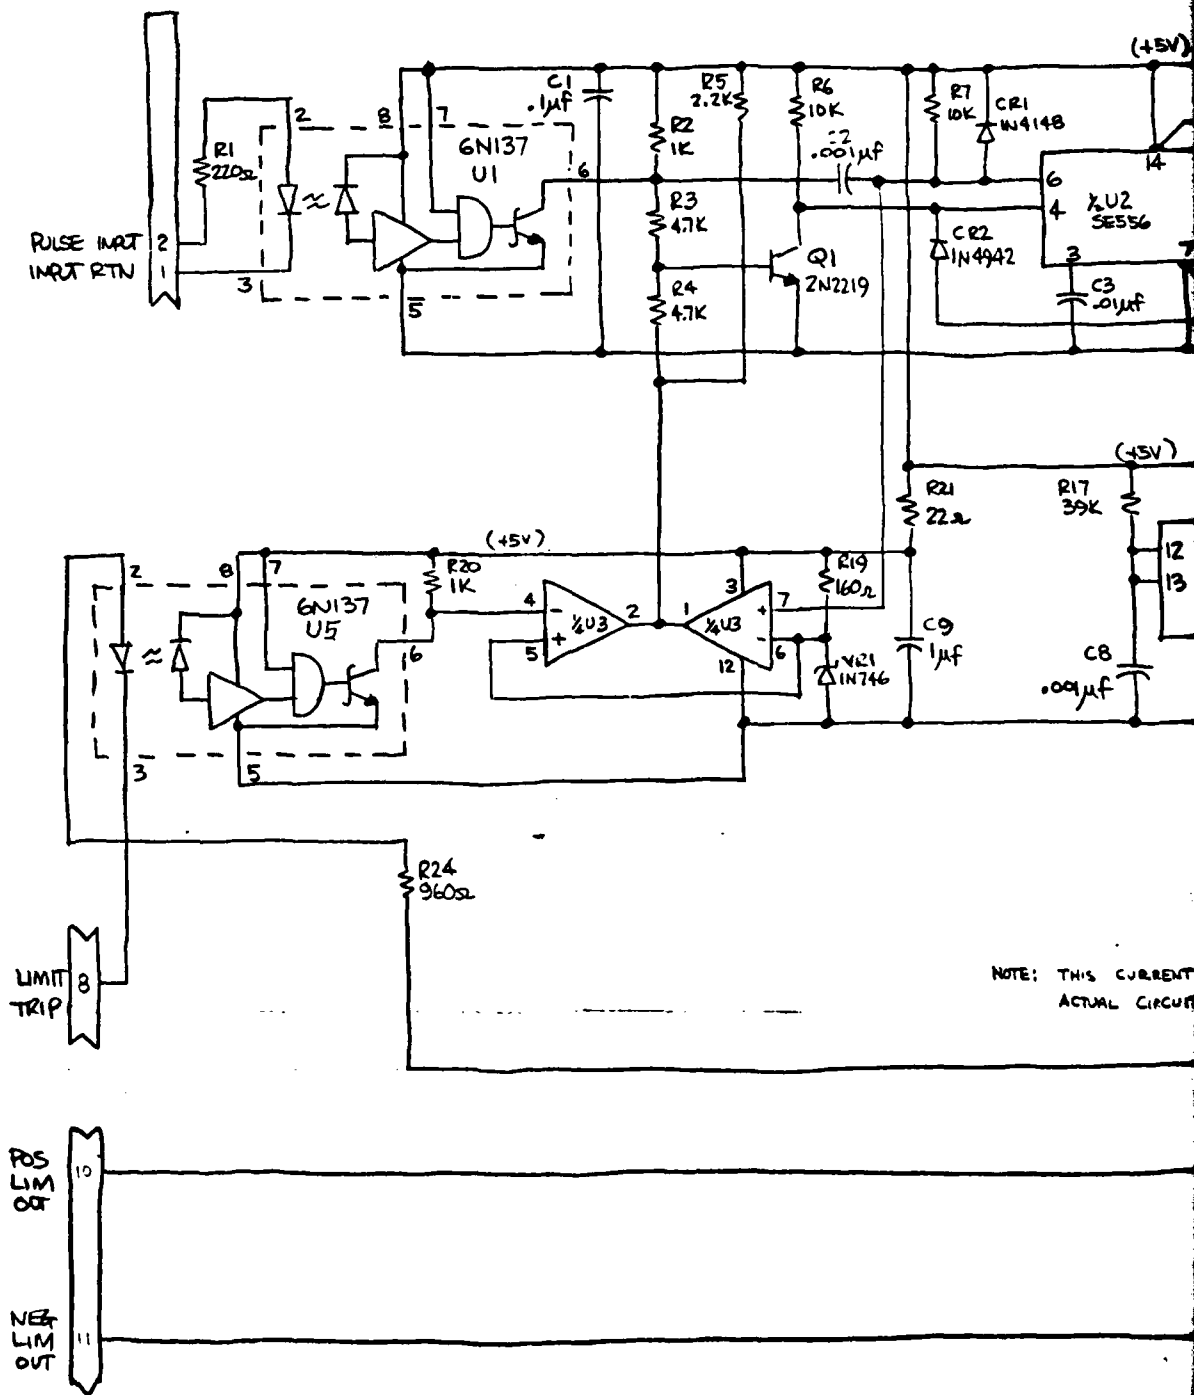 (+5V)
C1
.1µf
R5
2.2K
R6
10K
R7
10K
CR1
1N4148
2
8
7
6N137
U1
R2
1K
.001µf
14
R1
220Ω
6
6
4
½U2
SE556
R3
4.7K
CR2
1N4942
3
7
PULSE INPUT 2
INPUT RTN 1
Q1
2N2219
C3
.01µf
3
5
R4
4.7K
(+5V)
R21
22Ω
R17
39K
(+5V)
12
13
2
8
7
R20
1K
R19
160Ω
3
6N137
U5
4
-
½U3
2
1
¼U3
+
7
+
5
-
6
6
12
C9
1µf
VR1
1N746
C8
.001µf
3
5
R24
960Ω
LIMIT
TRIP
8
NOTE: THIS CURRENT
ACTUAL CIRCUIT
POS
LIM
OUT
10
NEG
LIM
OUT
11